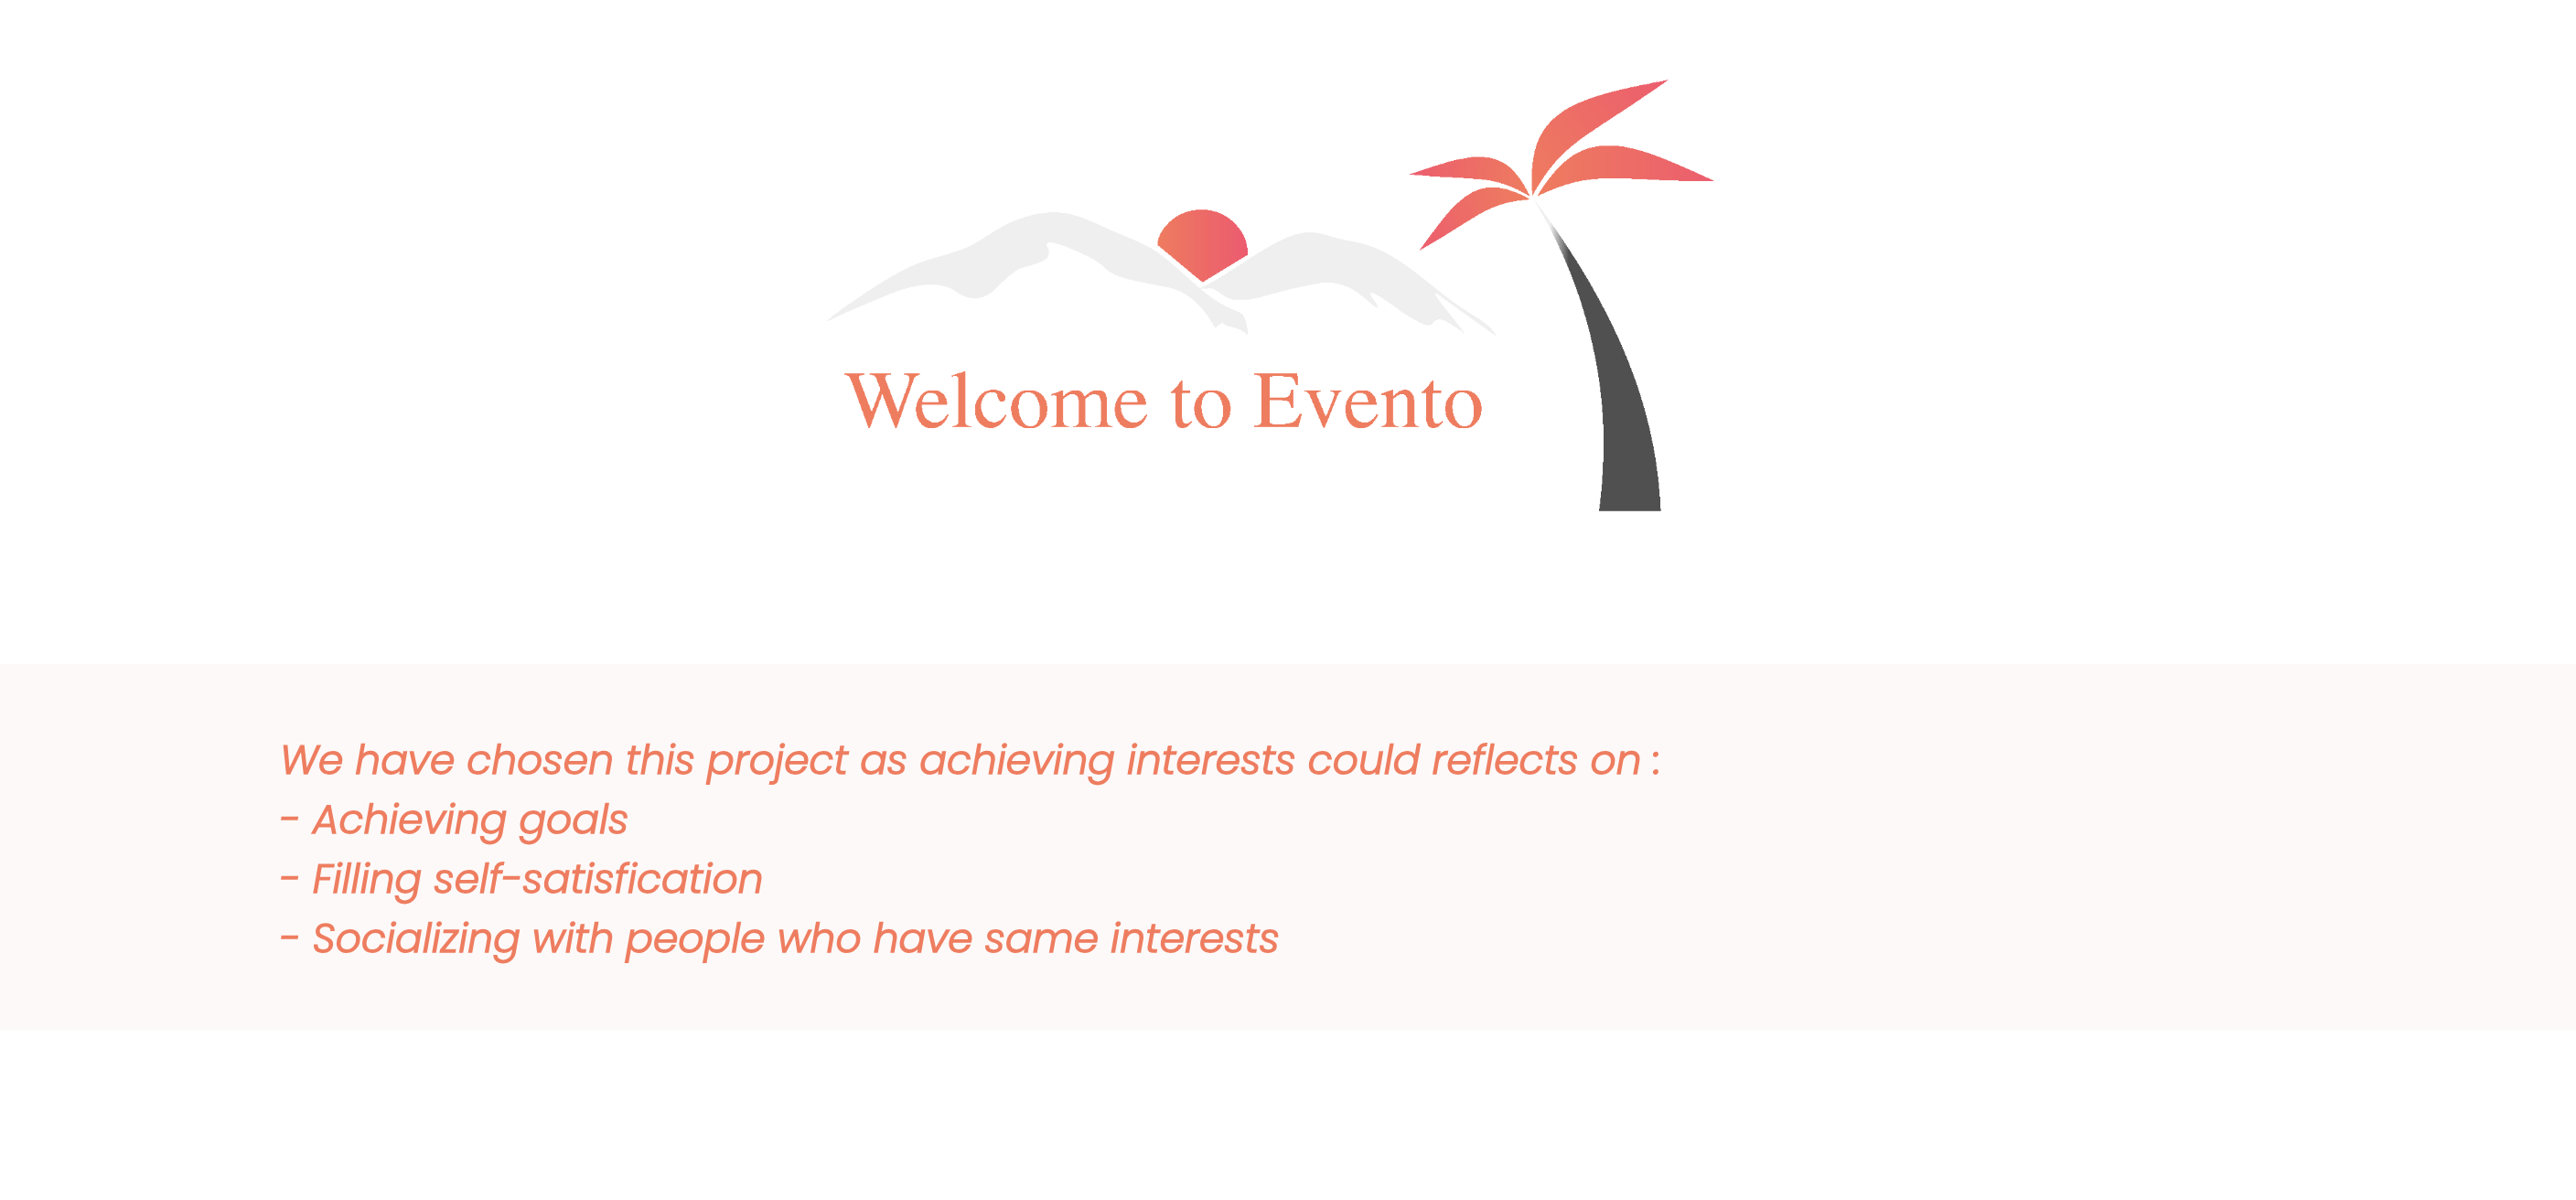 Welcome to Evento
We have chosen this project as achieving interests could reflects on :
- Achieving goals
- Filling self-satisfication
- Socializing with people who have same interests